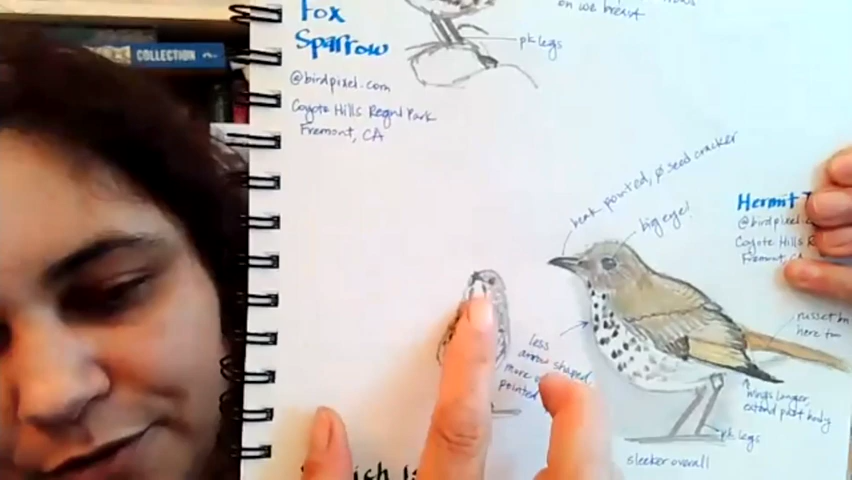 COLLECTION
on
breast
Fox
Sparrow
pk legs
@birdpixel.com
Coyote Hills Regnl Park
Fremont, CA
beak pointed, ø seed cracker
big eye!
Hermit
@birdpixel.c
Coyote Hills R
Fremont, CA
russet
here too
less
arrow shaped,
more
pointed
wings longer,
extend past body
pk legs
sleeker overall